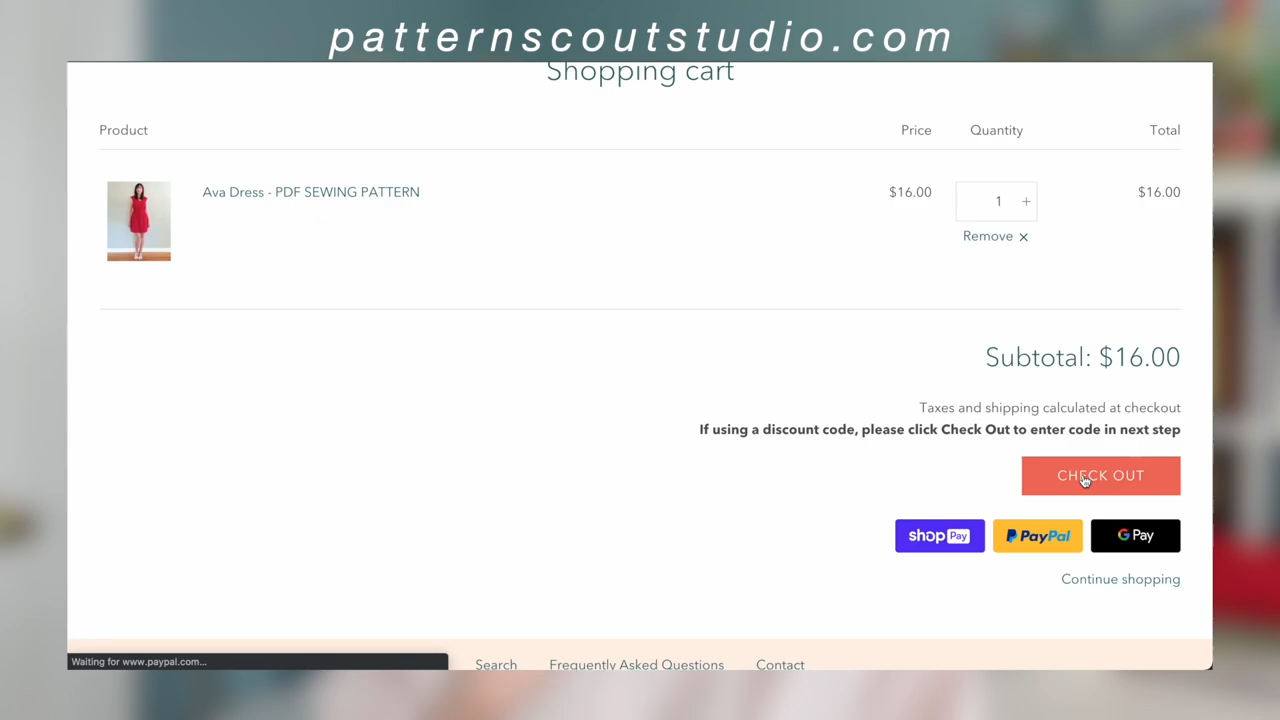 patternscoutstudio.com
Shopping cart
Product Price Quantity Total
Ava Dress - PDF SEWING PATTERN $16.00 1 + $16.00
Remove ×
Subtotal: $16.00
Taxes and shipping calculated at checkout
If using a discount code, please click Check Out to enter code in next step
CHECK OUT
shop Pay PayPal G Pay
Continue shopping
Waiting for www.paypal.com...
Search Frequently Asked Questions Contact